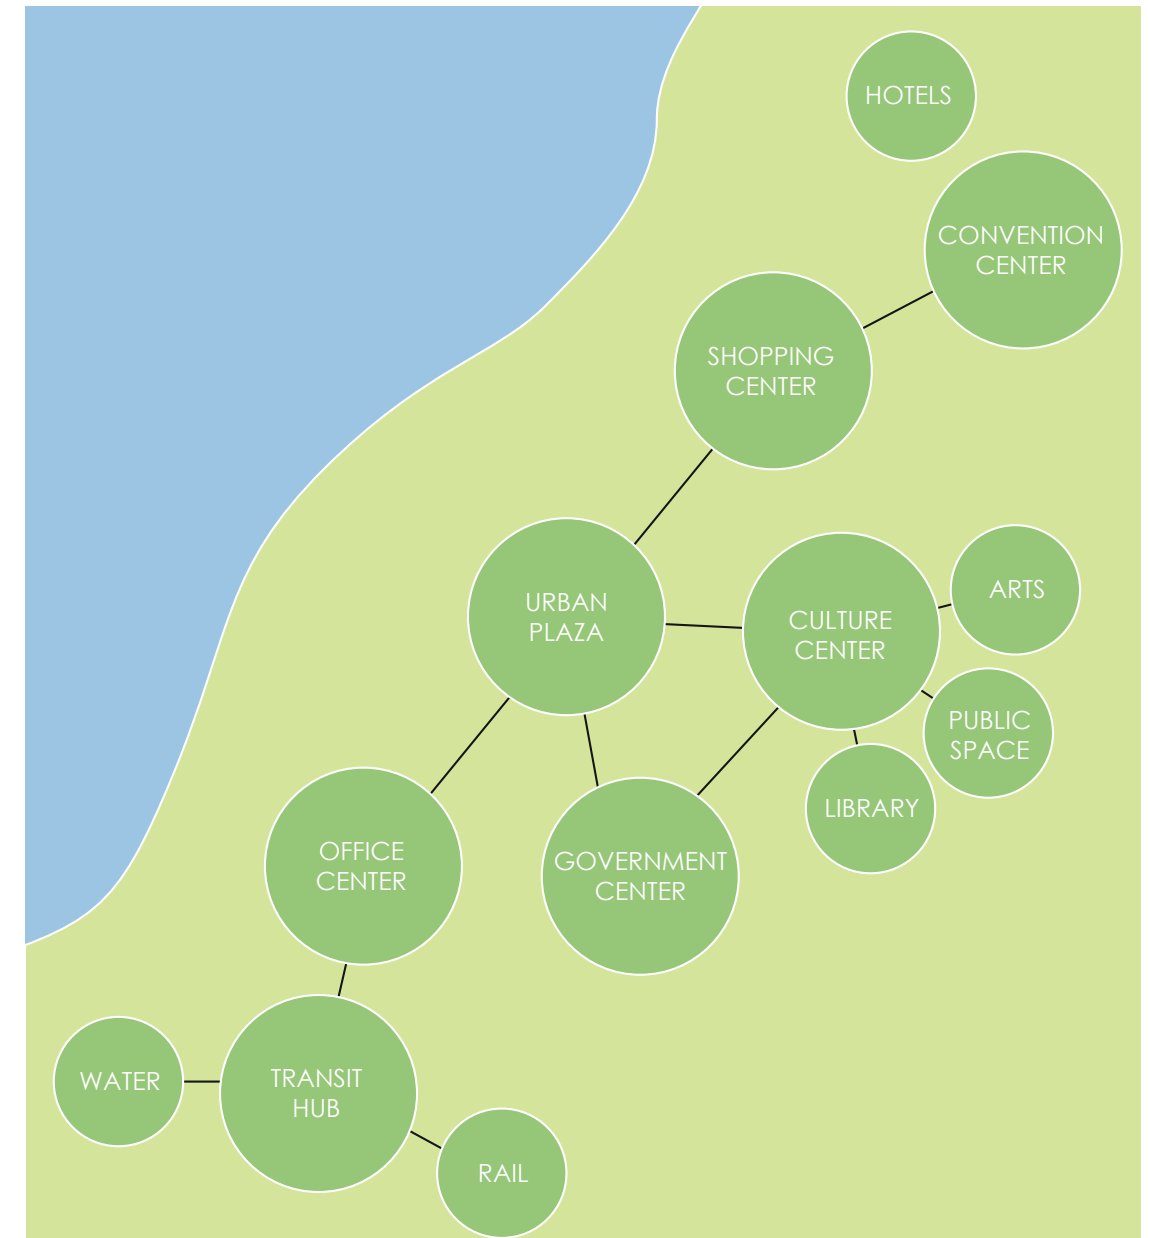 HOTELS
CONVENTION
CENTER
SHOPPING
CENTER
URBAN
PLAZA
CULTURE
CENTER
ARTS
PUBLIC
SPACE
LIBRARY
OFFICE
CENTER
GOVERNMENT
CENTER
WATER
TRANSIT
HUB
RAIL